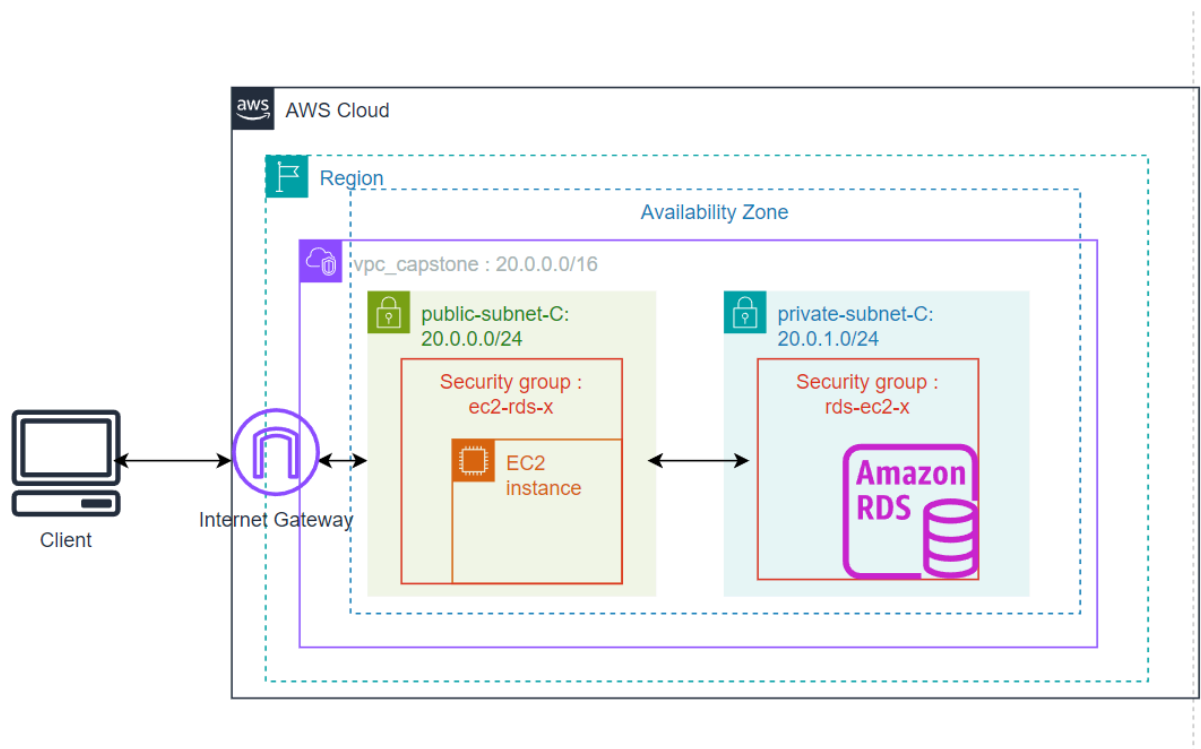 aws
AWS Cloud
Region
Availability Zone
vpc_capstone : 20.0.0.0/16
public-subnet-C:
20.0.0.0/24
private-subnet-C:
20.0.1.0/24
Security group :
ec2-rds-x
Security group :
rds-ec2-x
EC2
instance
Amazon
RDS
Internet Gateway
Client